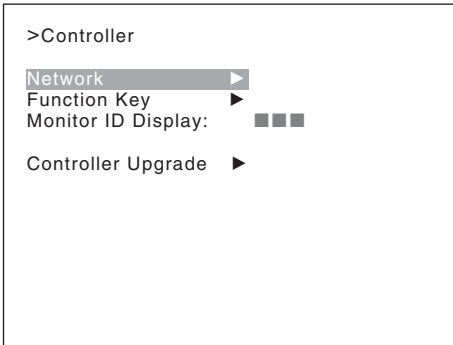 >Controller
Network ▶
Function Key ▶
Monitor ID Display: ■■■
Controller Upgrade ▶